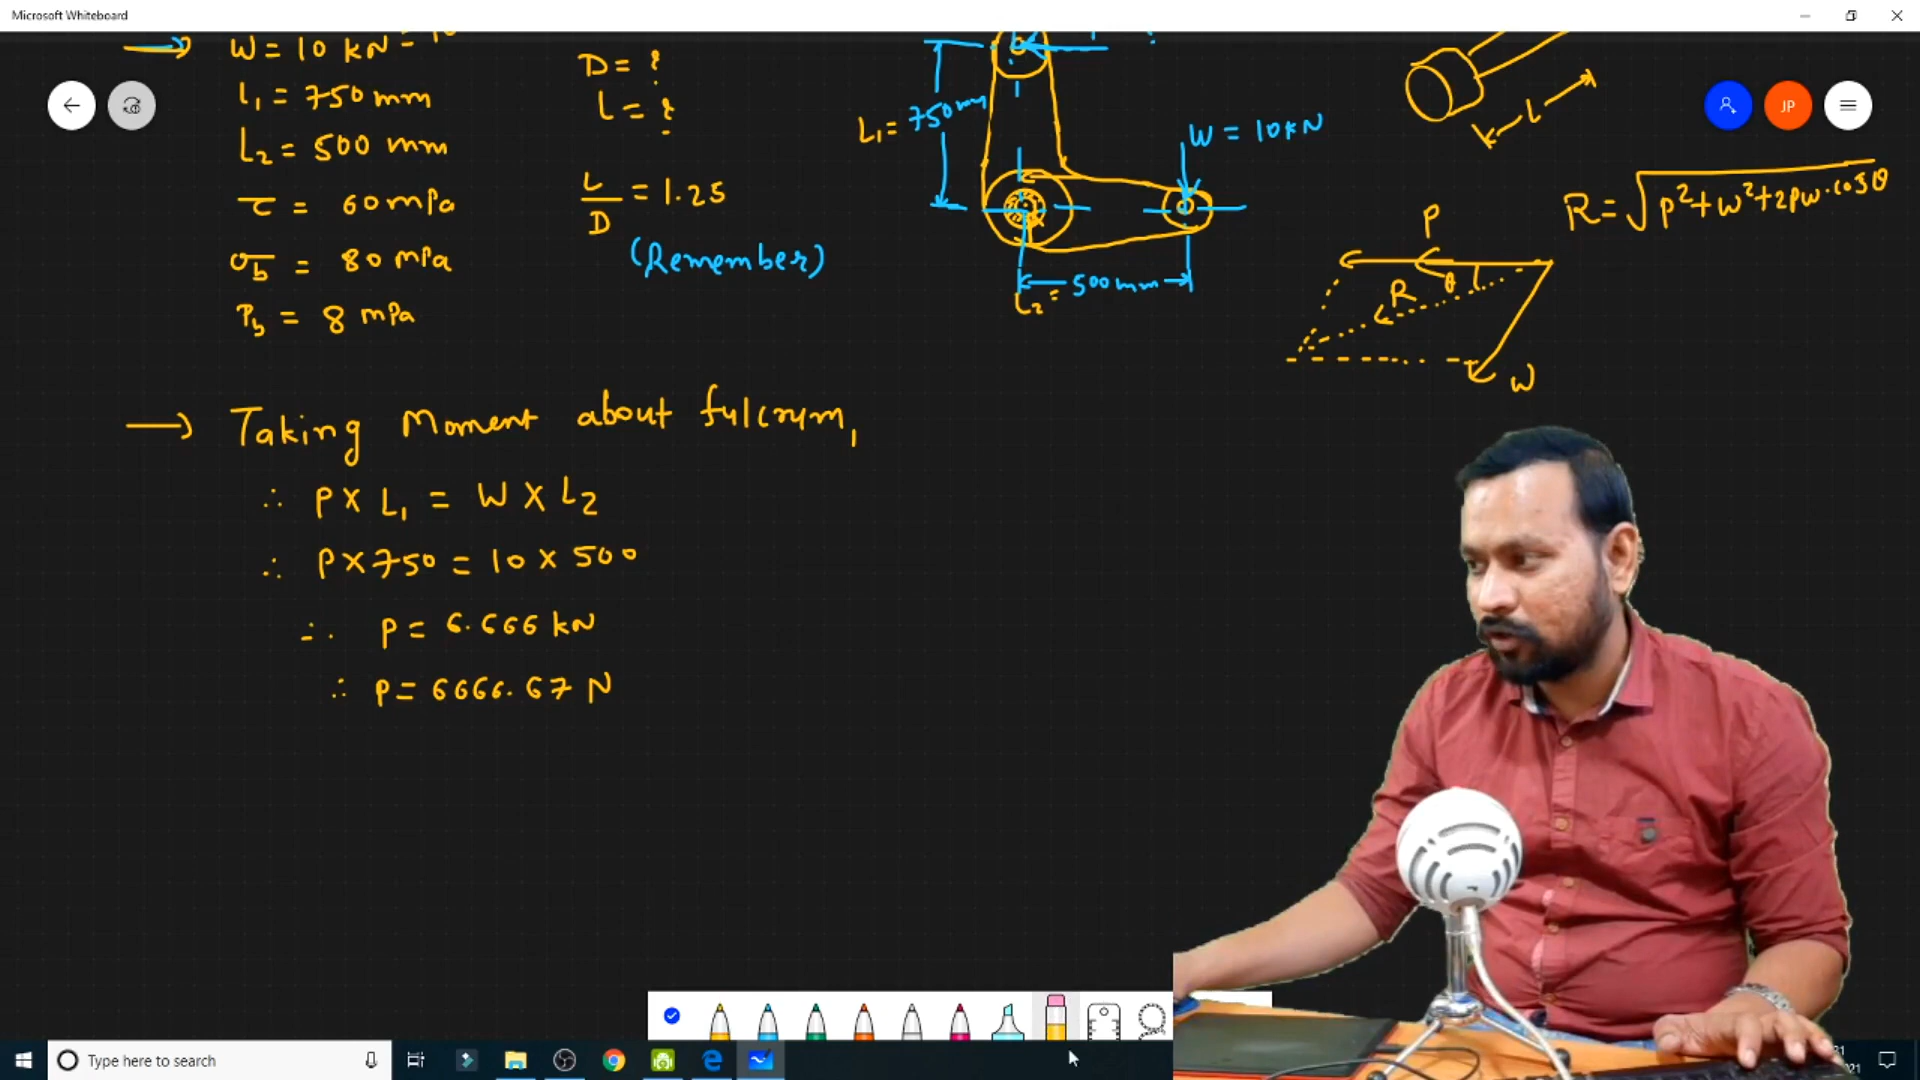 Microsoft Whiteboard
→ W = 10 kN = 10
L1 = 750 mm
L2 = 500 mm
τ = 60 mPa
σb = 80 mPa
Pb = 8 mPa
D = ?
L = ?
L/D = 1.25
(Remember)
L1 = 750 mm
W = 10 kN
L2 = 500 mm
L
JP
R = √P²+W²+2PW·cosθ
P
R
θ
W
→ Taking Moment about fulcrum,
∴ P X L1 = W X L2
∴ P X 750 = 10 X 500
∴ P = 6.666 kN
∴ P = 6666.67 N
Type here to search